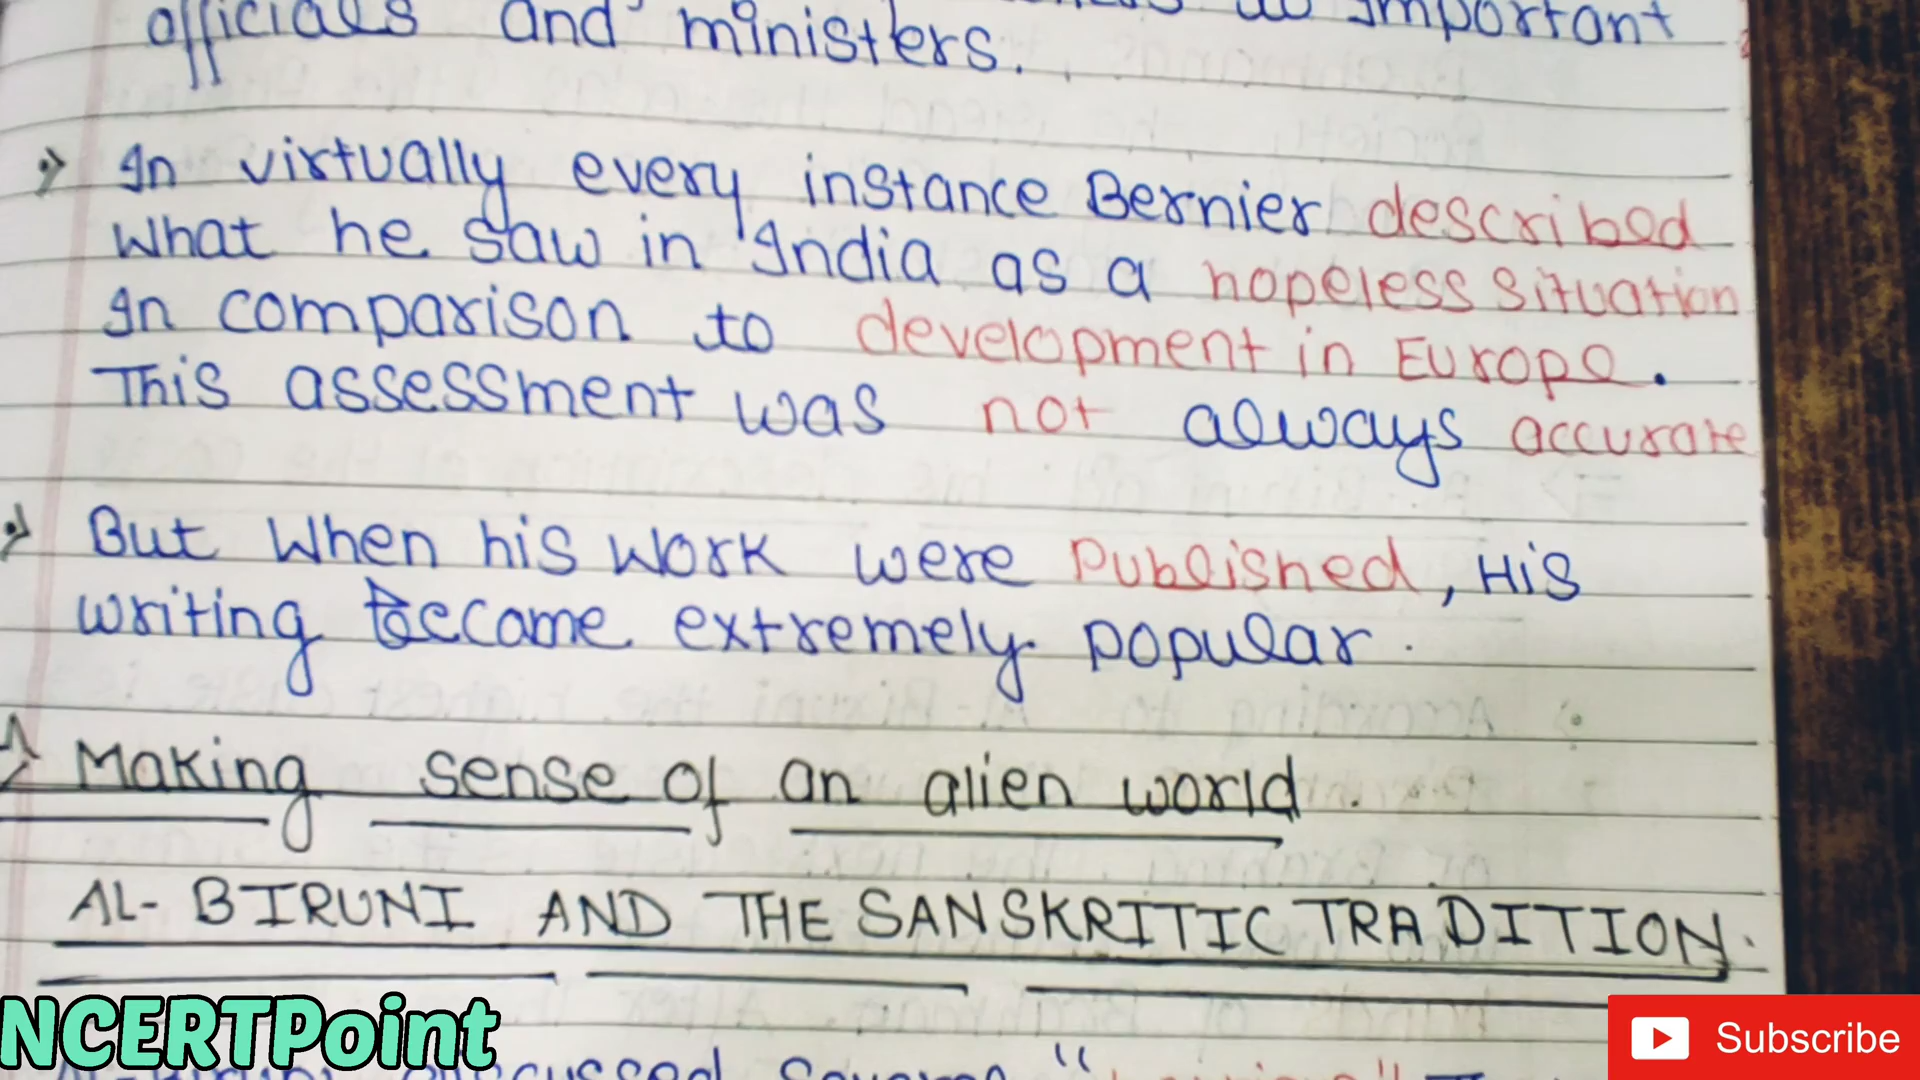 important
officials and ministers.
In virtually every instance Bernier described
what he saw in India as a hopeless situation
In comparison to development in Europe.
This assessment was not always accurate
But when his work were published, His
writing became extremely popular.
Making sense of an alien world.
AL-BIRUNI AND THE SANSKRITIC TRADITION.
NCERTPoint
Subscribe